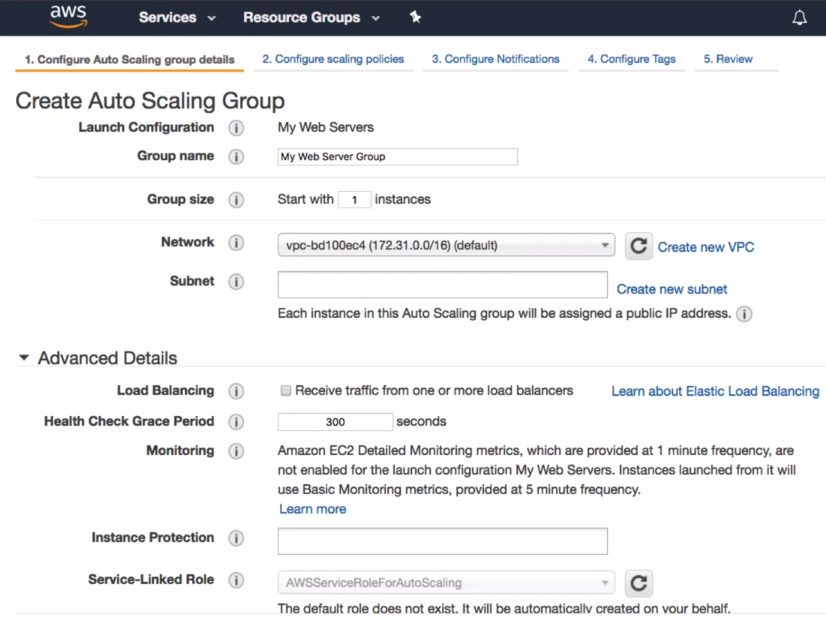 aws Services Resource Groups
1. Configure Auto Scaling group details 2. Configure scaling policies 3. Configure Notifications 4. Configure Tags 5. Review
Create Auto Scaling Group
Launch Configuration i My Web Servers
Group name i My Web Server Group
Group size i Start with 1 instances
Network i vpc-bd100ec4 (172.31.0.0/16) (default) Create new VPC
Subnet i Create new subnet
Each instance in this Auto Scaling group will be assigned a public IP address. i
Advanced Details
Load Balancing i Receive traffic from one or more load balancers Learn about Elastic Load Balancing
Health Check Grace Period i 300 seconds
Monitoring i Amazon EC2 Detailed Monitoring metrics, which are provided at 1 minute frequency, are
not enabled for the launch configuration My Web Servers. Instances launched from it will
use Basic Monitoring metrics, provided at 5 minute frequency.
Learn more
Instance Protection i
Service-Linked Role i AWSServiceRoleForAutoScaling
The default role does not exist. It will be automatically created on your behalf.